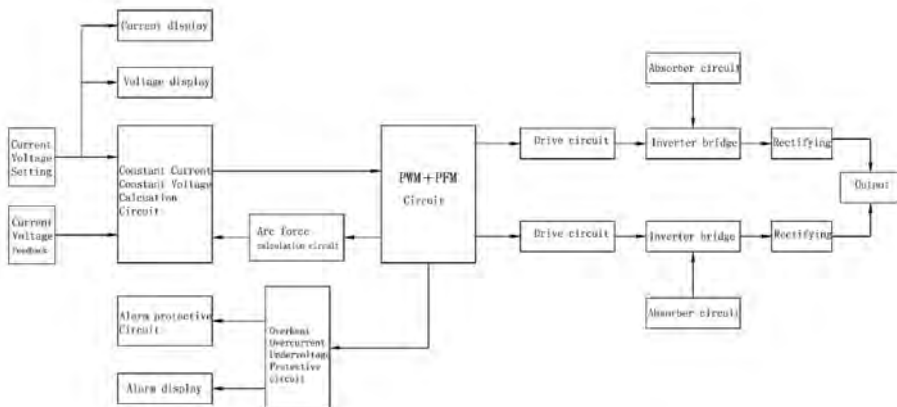 Current display
Voltage display
Current
Voltage
Setting
Current
Voltage
Feedback
Constant Current
Constant Voltage
Calcuation
Circuit
Arc force
calculation circuit
PWM+PFM
Circuit
Absorber circuit
Drive circuit
Inverter bridge
Rectifying
Output
Drive circuit
Inverter bridge
Rectifying
Absorber circuit
Alarm protective
Circuit
Alarm display
Overheat
Overcurrent
Undervoltage
Protective
circuit